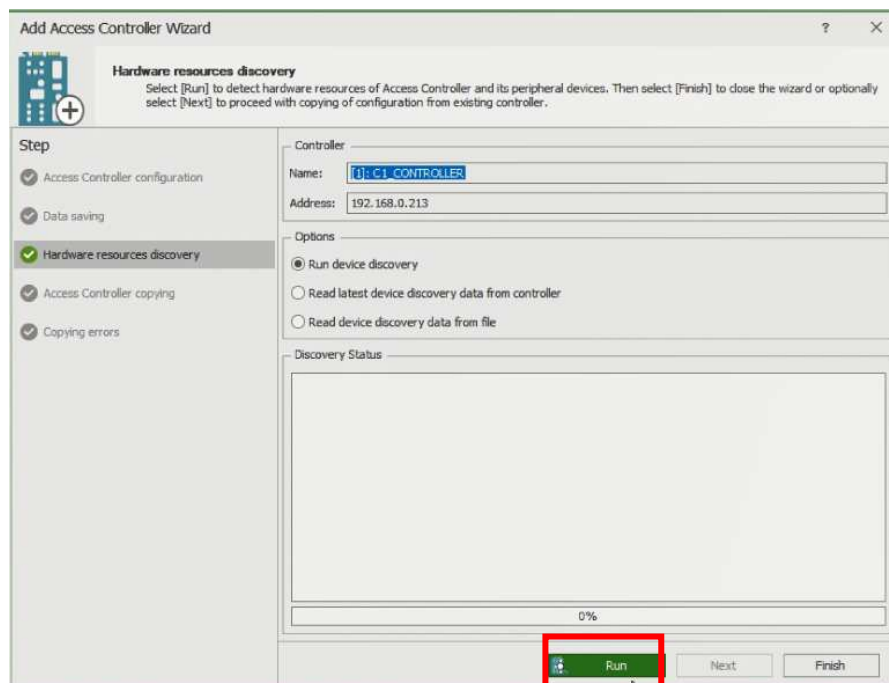 Add Access Controller Wizard
?
Hardware resources discovery
Select [Run] to detect hardware resources of Access Controller and its peripheral devices. Then select [Finish] to close the wizard or optionally
select [Next] to proceed with copying of configuration from existing controller.
Step
Access Controller configuration
Data saving
Hardware resources discovery
Access Controller copying
Copying errors
Controller
Name: [1]: C1_CONTROLLER
Address: 192.168.0.213
Options
Run device discovery
Read latest device discovery data from controller
Read device discovery data from file
Discovery Status
0%
Run
Next
Finish